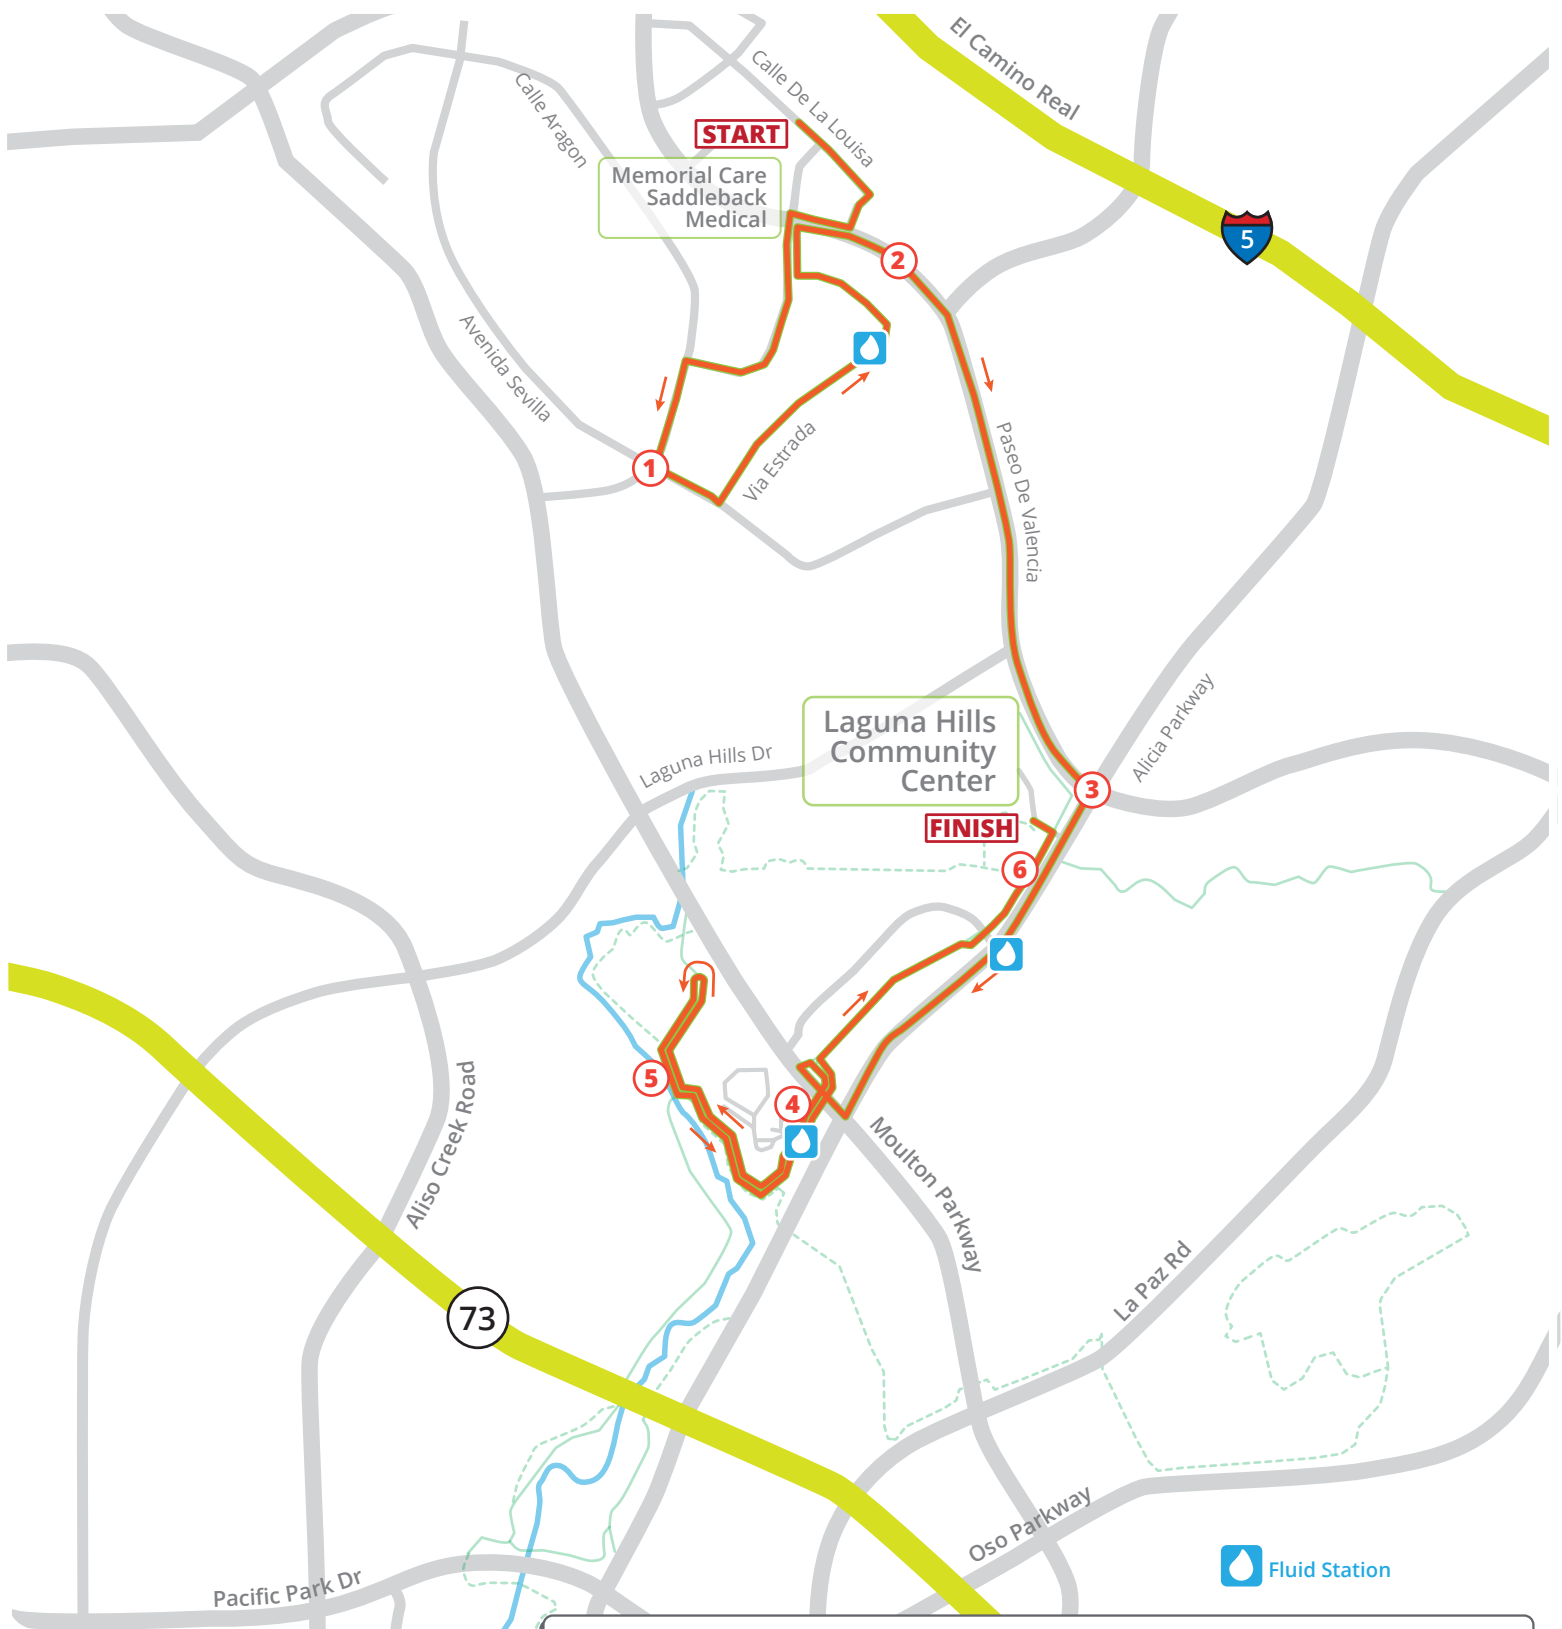 El Camino Real
Calle De La Louisa
Calle Aragon
START
Memorial Care
Saddleback
Medical
5
2
Avenida Sevilla
1
Via Estrada
Paseo De Valencia
Alicia Parkway
Laguna Hills
Community
Center
Laguna Hills Dr
3
FINISH
6
5
4
Aliso Creek Road
Moulton Parkway
La Paz Rd
73
Oso Parkway
Fluid Station
Pacific Park Dr